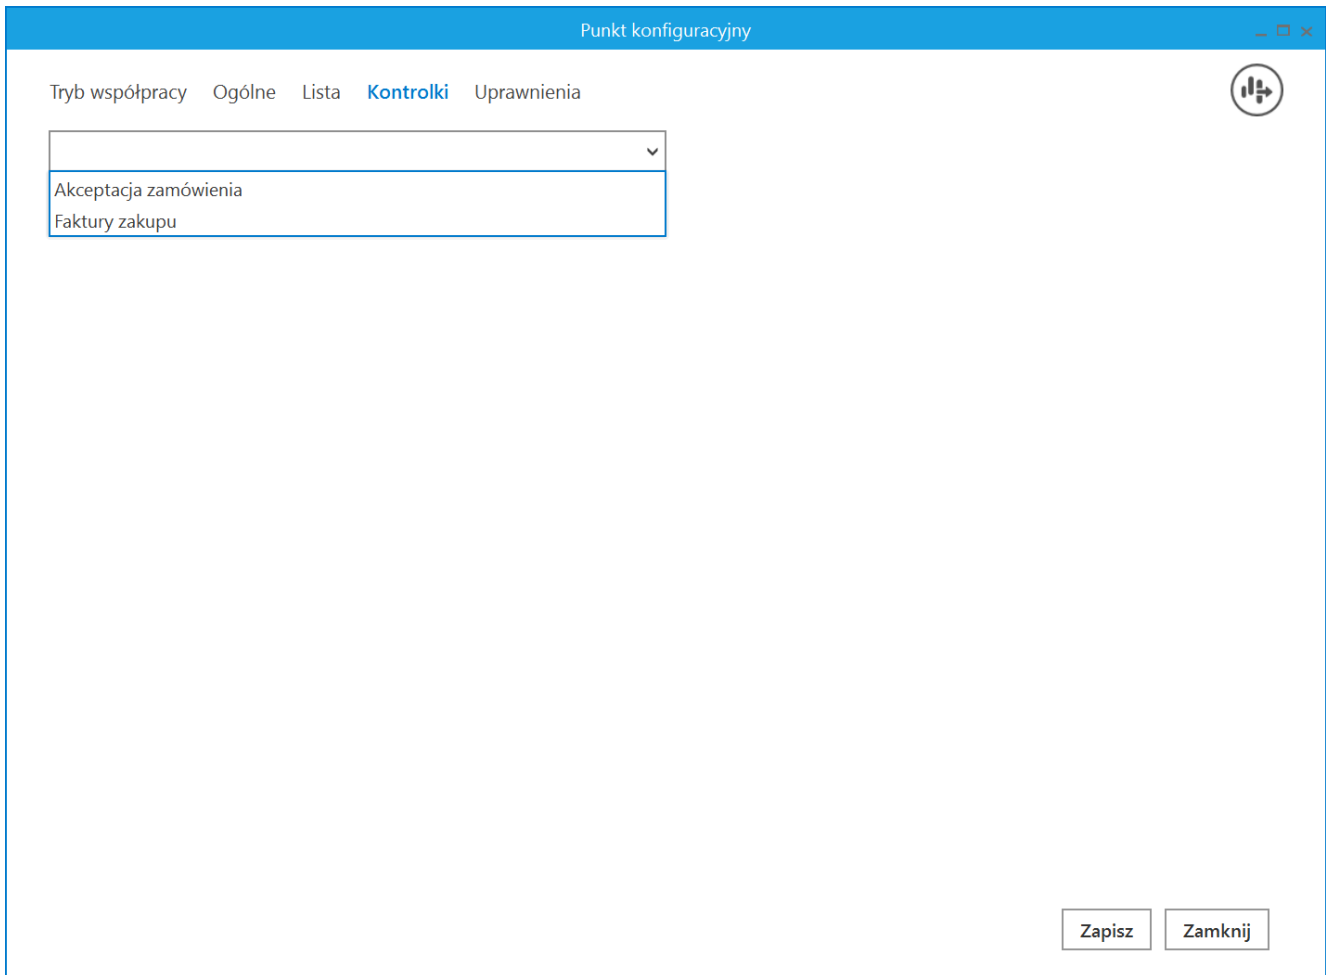 Punkt konfiguracyjny
Tryb współpracy Ogólne Lista Kontrolki Uprawnienia
Akceptacja zamówienia
Faktury zakupu
Zapisz Zamknij